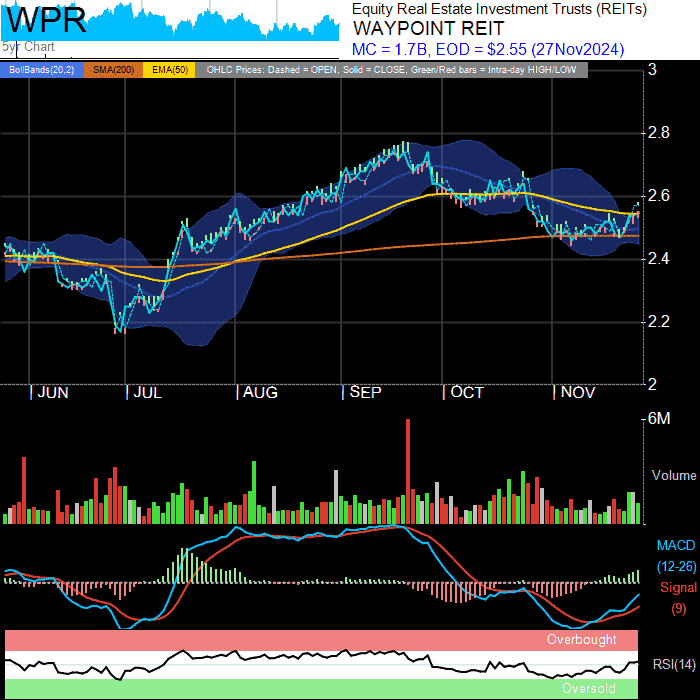 WPR
5yr Chart
Equity Real Estate Investment Trusts (REITs)
WAYPOINT REIT
MC = 1.7B, EOD = $2.55 (27Nov2024)
BollBands(20,2) SMA(200) EMA(50) OHLC Prices: Dashed = OPEN, Solid = CLOSE, Green/Red bars = Intra-day HIGH/LOW
3
2.8
2.6
2.4
2.2
2
JUN JUL AUG SEP OCT NOV
6M
Volume
MACD
(12-26)
Signal
(9)
Overbought
RSI(14)
Oversold